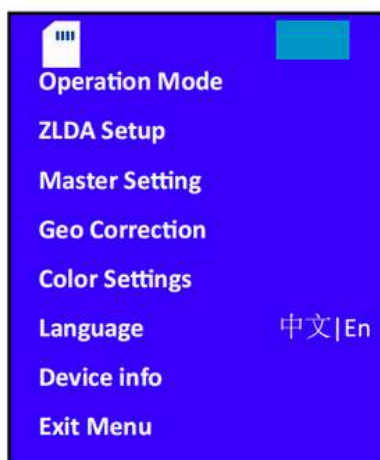 Operation Mode
ZLDA Setup
Master Setting
Geo Correction
Color Settings
Language 中文|En
Device info
Exit Menu